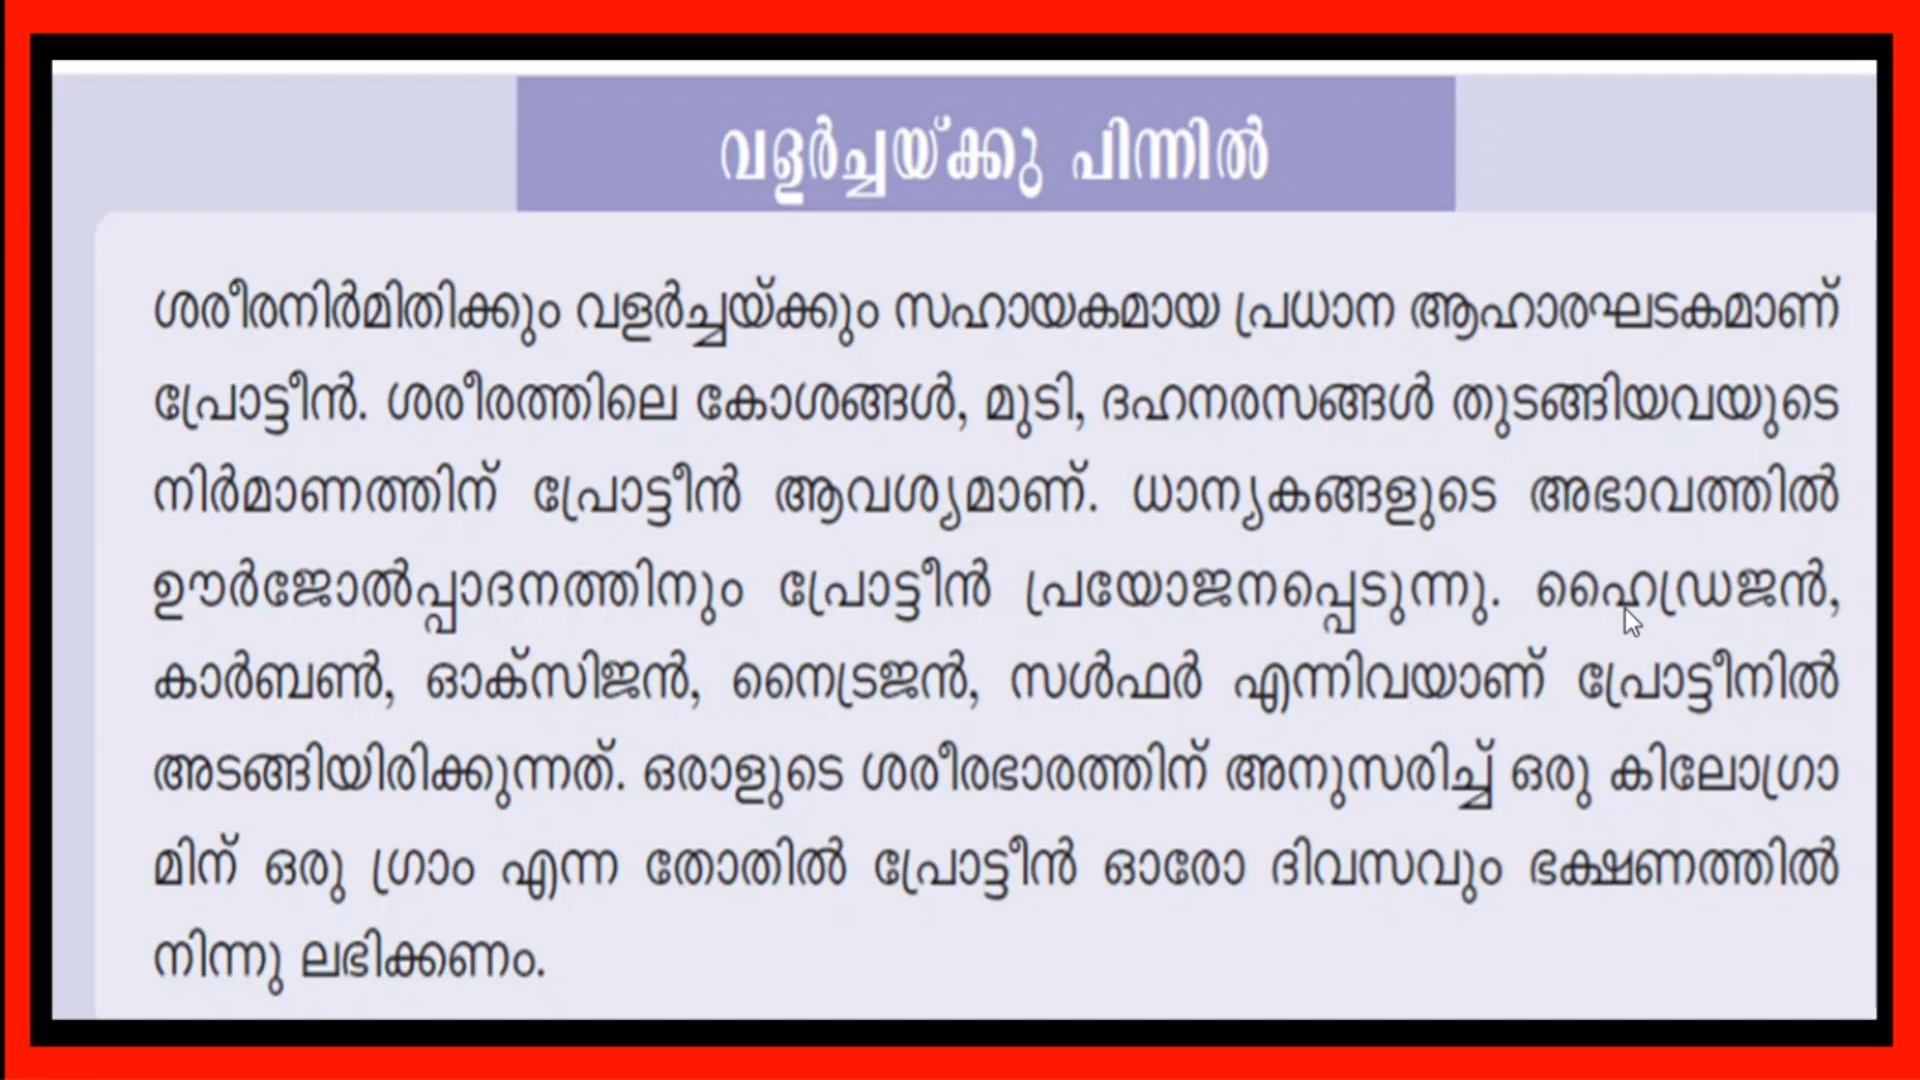 വളർച്ചയ്ക്കു പിന്നിൽ
ശരീരനിർമിതിക്കും വളർച്ചയ്ക്കും സഹായകമായ പ്രധാന ആഹാരഘടകമാണ്
പ്രോട്ടീൻ. ശരീരത്തിലെ കോശങ്ങൾ, മുടി, ദഹനരസങ്ങൾ തുടങ്ങിയവയുടെ
നിർമാണത്തിന് പ്രോട്ടീൻ ആവശ്യമാണ്. ധാന്യകങ്ങളുടെ അഭാവത്തിൽ
ഊർജോൽപ്പാദനത്തിനും പ്രോട്ടീൻ പ്രയോജനപ്പെടുന്നു. ഹൈഡ്രജൻ,
കാർബൺ, ഓക്സിജൻ, നൈട്രജൻ, സൾഫർ എന്നിവയാണ് പ്രോട്ടീനിൽ
അടങ്ങിയിരിക്കുന്നത്. ഒരാളുടെ ശരീരഭാരത്തിന് അനുസരിച്ച് ഒരു കിലോഗ്രാ
മിന് ഒരു ഗ്രാം എന്ന തോതിൽ പ്രോട്ടീൻ ഓരോ ദിവസവും ഭക്ഷണത്തിൽ
നിന്നു ലഭിക്കണം.